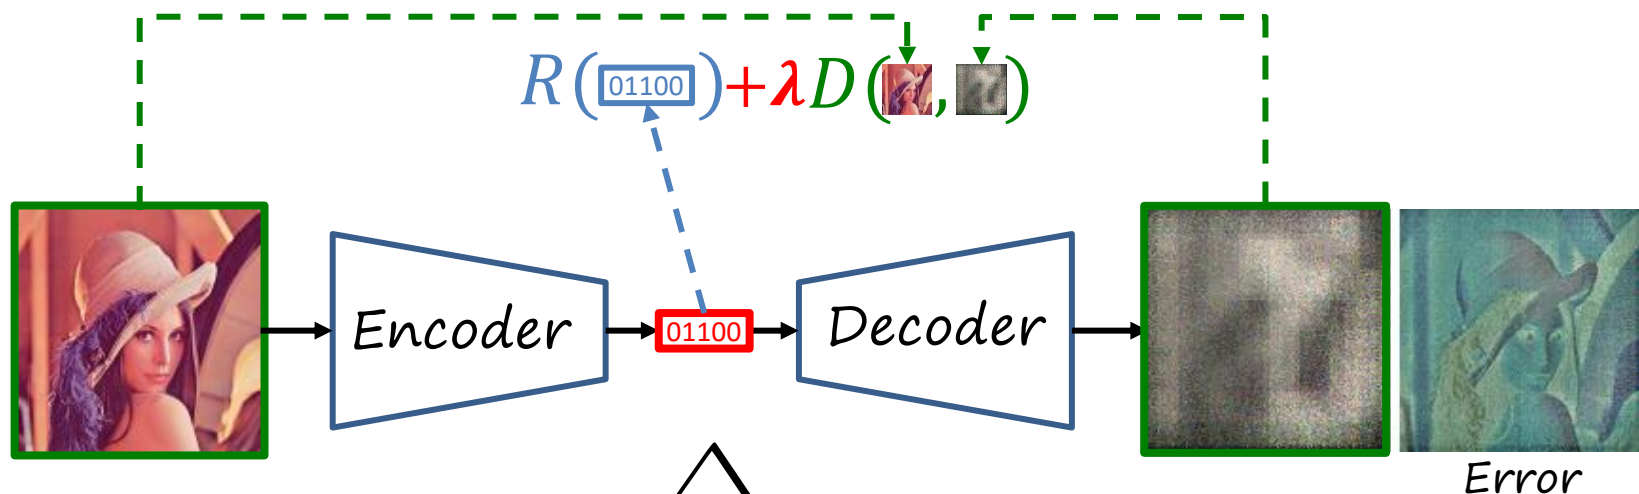 R(01100)+λD( , )
Encoder
01100
Decoder
Error